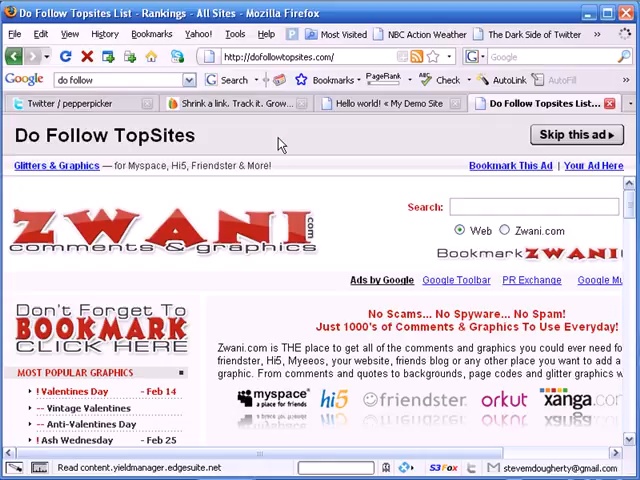 Do Follow Topsites List - Rankings - All Sites - Mozilla Firefox
File Edit View History Bookmarks Yahoo! Tools Help Most Visited NBC Action Weather The Dark Side of Twitter
http://dofollowtopsites.com/ Google
Google do follow Search Bookmarks PageRank Check AutoLink AutoFill
Twitter / pepperpicker Shrink a link. Track it. Grow... Hello world! « My Demo Site Do Follow Topsites List...
Do Follow TopSites Skip this ad
Glitters & Graphics — for Myspace, Hi5, Friendster & More! Bookmark This Ad | Your Ad Here
ZWANI.com
comments & graphics
Search:
Web Zwani.com
Bookmark ZWANI
Ads by Google Google Toolbar PR Exchange Google Mu
Don't Forget To
BOOKMARK
CLICK HERE
No Scams... No Spyware... No Spam!
Just 1000's of Comments & Graphics To Use Everyday!
Zwani.com is THE place to get all of the comments and graphics you could ever need fo
friendster, Hi5, Myeeos, your website, friends blog or any other place you want to add a
graphic. From comments and quotes to backgrounds, page codes and glitter graphics w
MOST POPULAR GRAPHICS
! Valentines Day - Feb 14
-- Vintage Valentines
-- Anti-Valentines Day
! Ash Wednesday - Feb 25
myspace
a place for friends
hi5 friendster orkut xanga.com
Read content.yieldmanager.edgesuite.net S3Fox stevemdougherty@gmail.com